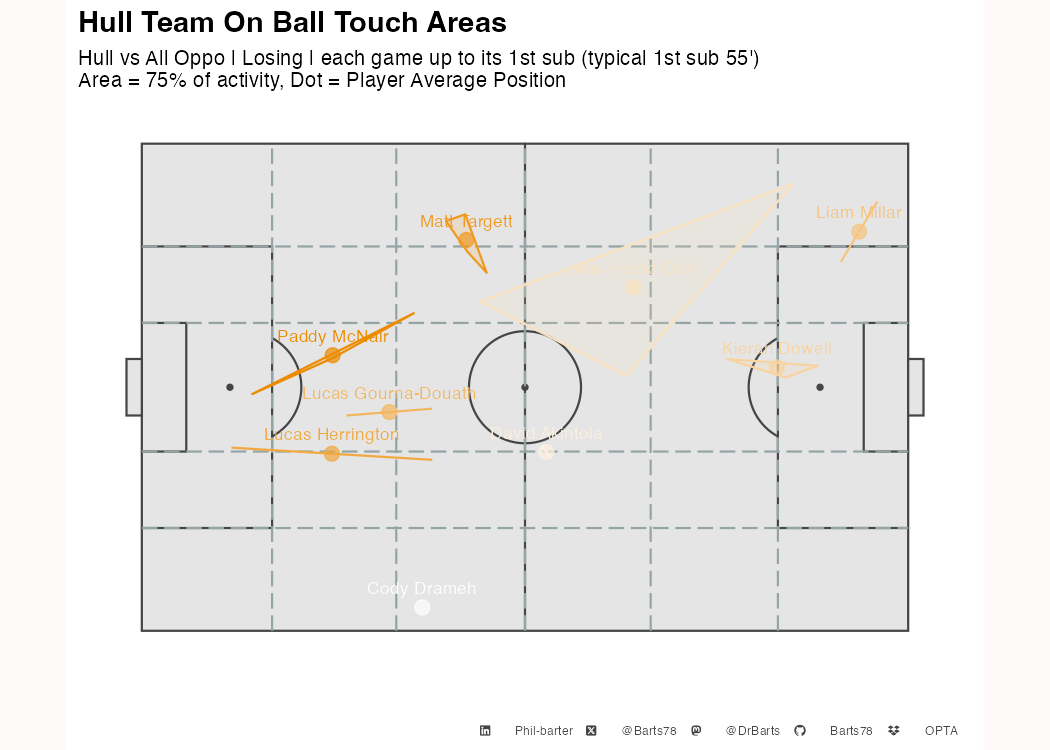 Hull Team On Ball Touch Areas
Hull vs All Oppo | Losing | each game up to its 1st sub (typical 1st sub 55')
Area = 75% of activity, Dot = Player Average Position
Liam Millar
Matt Targett
Paddy McNair
Kieran Dowell
Lucas Gourna-Douath
Lucas Herrington
David Akintola
Cody Drameh
Phil-barter
@Barts78
@DrBarts
Barts78
OPTA